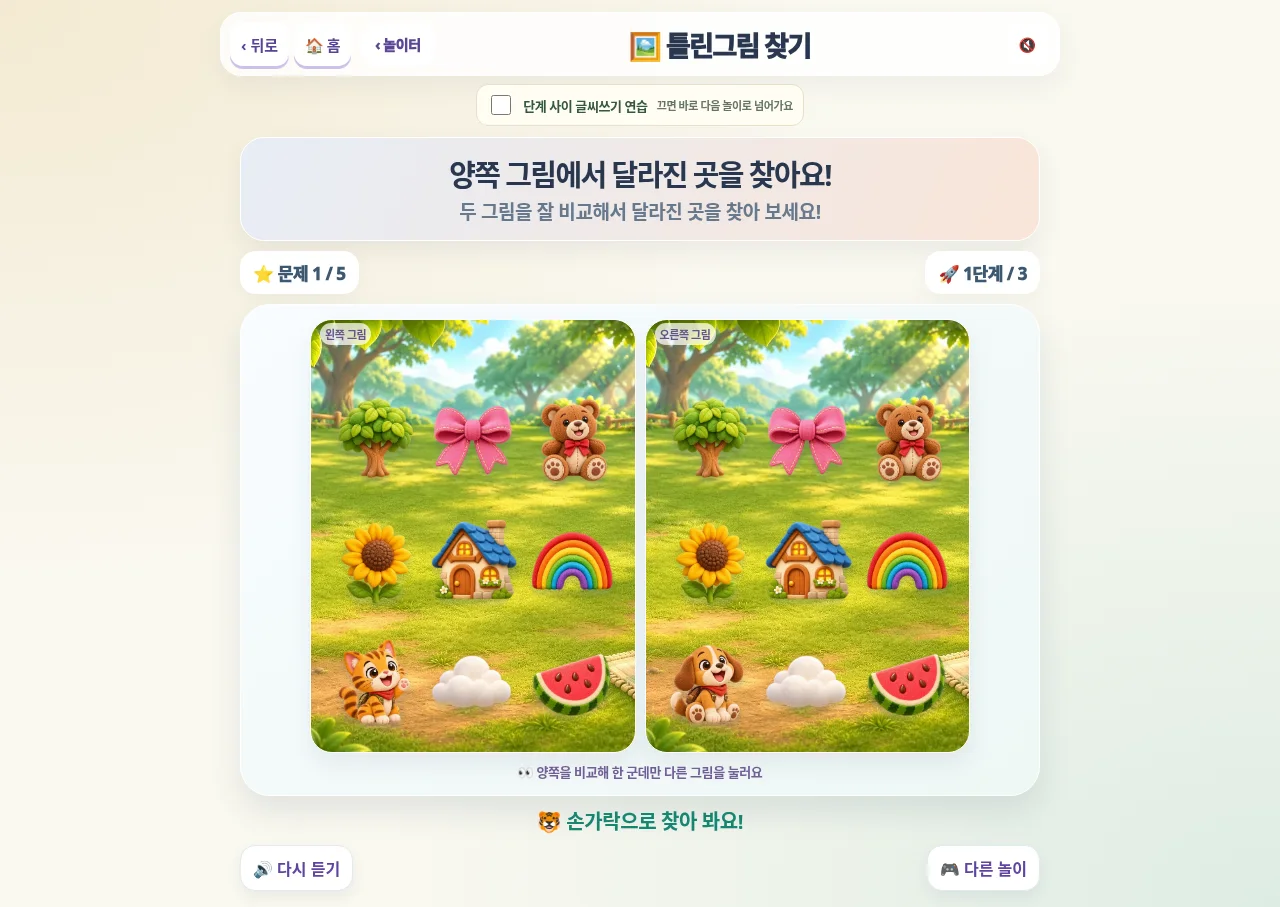 ‹ 뒤로
🏠 홈
‹ 놀이터
🖼️ 틀린그림 찾기
🔇
단계 사이 글씨쓰기 연습 끄면 바로 다음 놀이로 넘어가요
양쪽 그림에서 달라진 곳을 찾아요!
두 그림을 잘 비교해서 달라진 곳을 찾아 보세요!
⭐ 문제 1 / 5
🚀 1단계 / 3
왼쪽 그림
오른쪽 그림
👀 양쪽을 비교해 한 군데만 다른 그림을 눌러요
🐯 손가락으로 찾아 봐요!
🔊 다시 듣기
🎮 다른 놀이